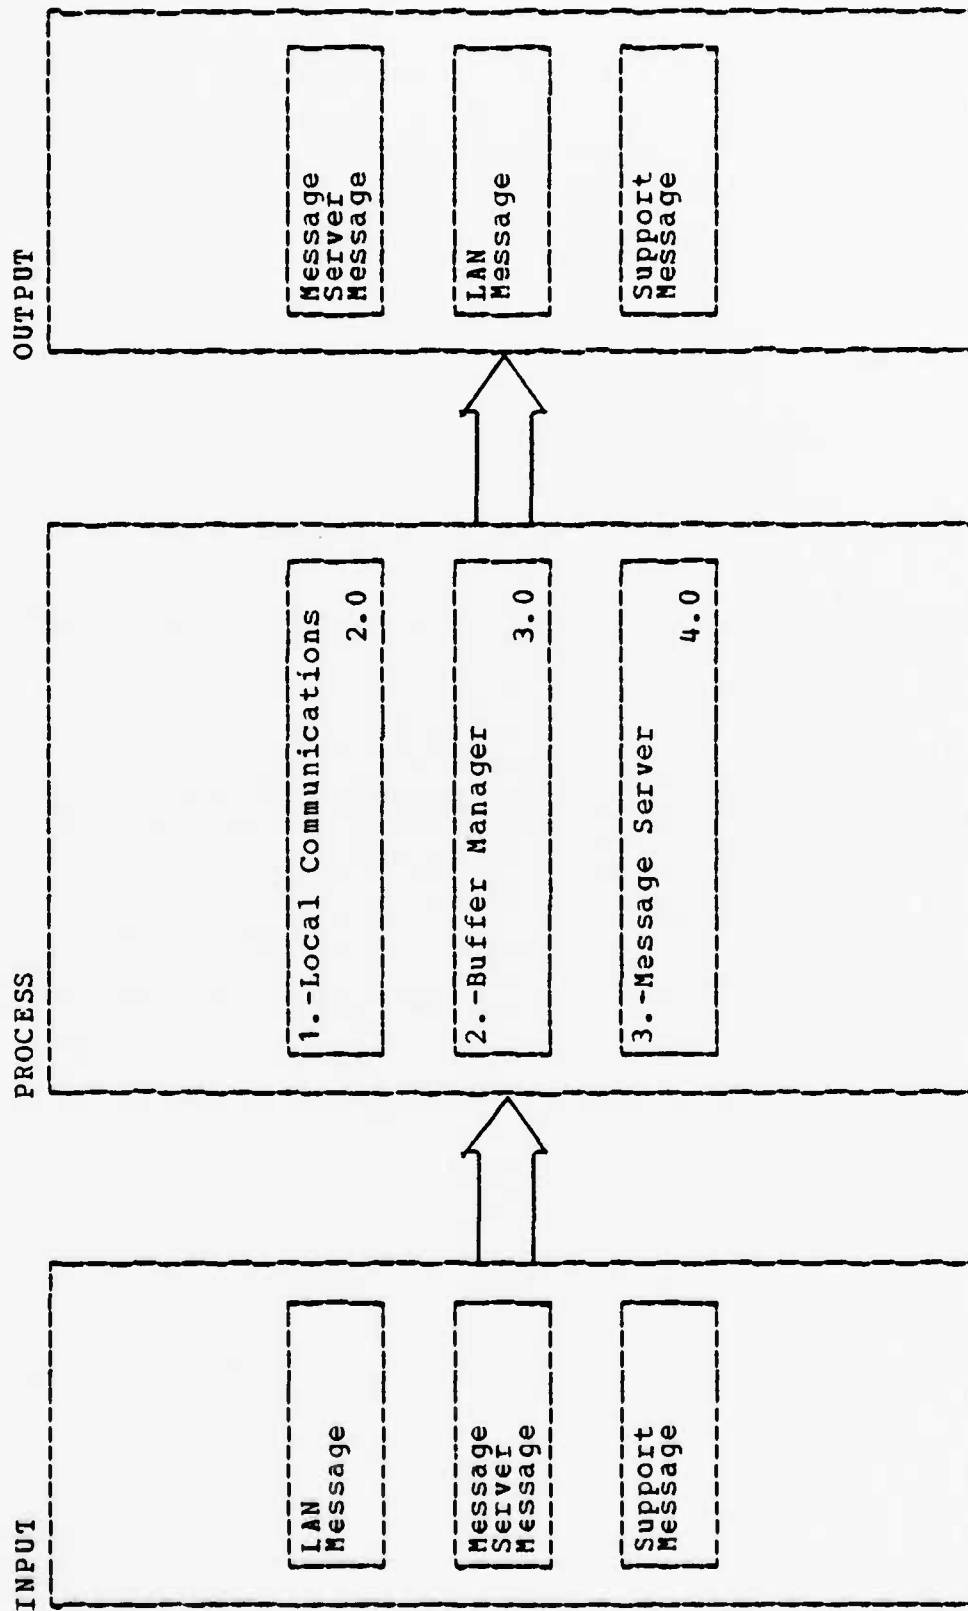 INPUT
LAN
Message
Message
Server
Message
Support
Message
PROCESS
1.-Local Communications
2.0
2.-Buffer Manager
3.0
3.-Message Server
4.0
OUTPUT
Message
Server
Message
LAN
Message
Support
Message